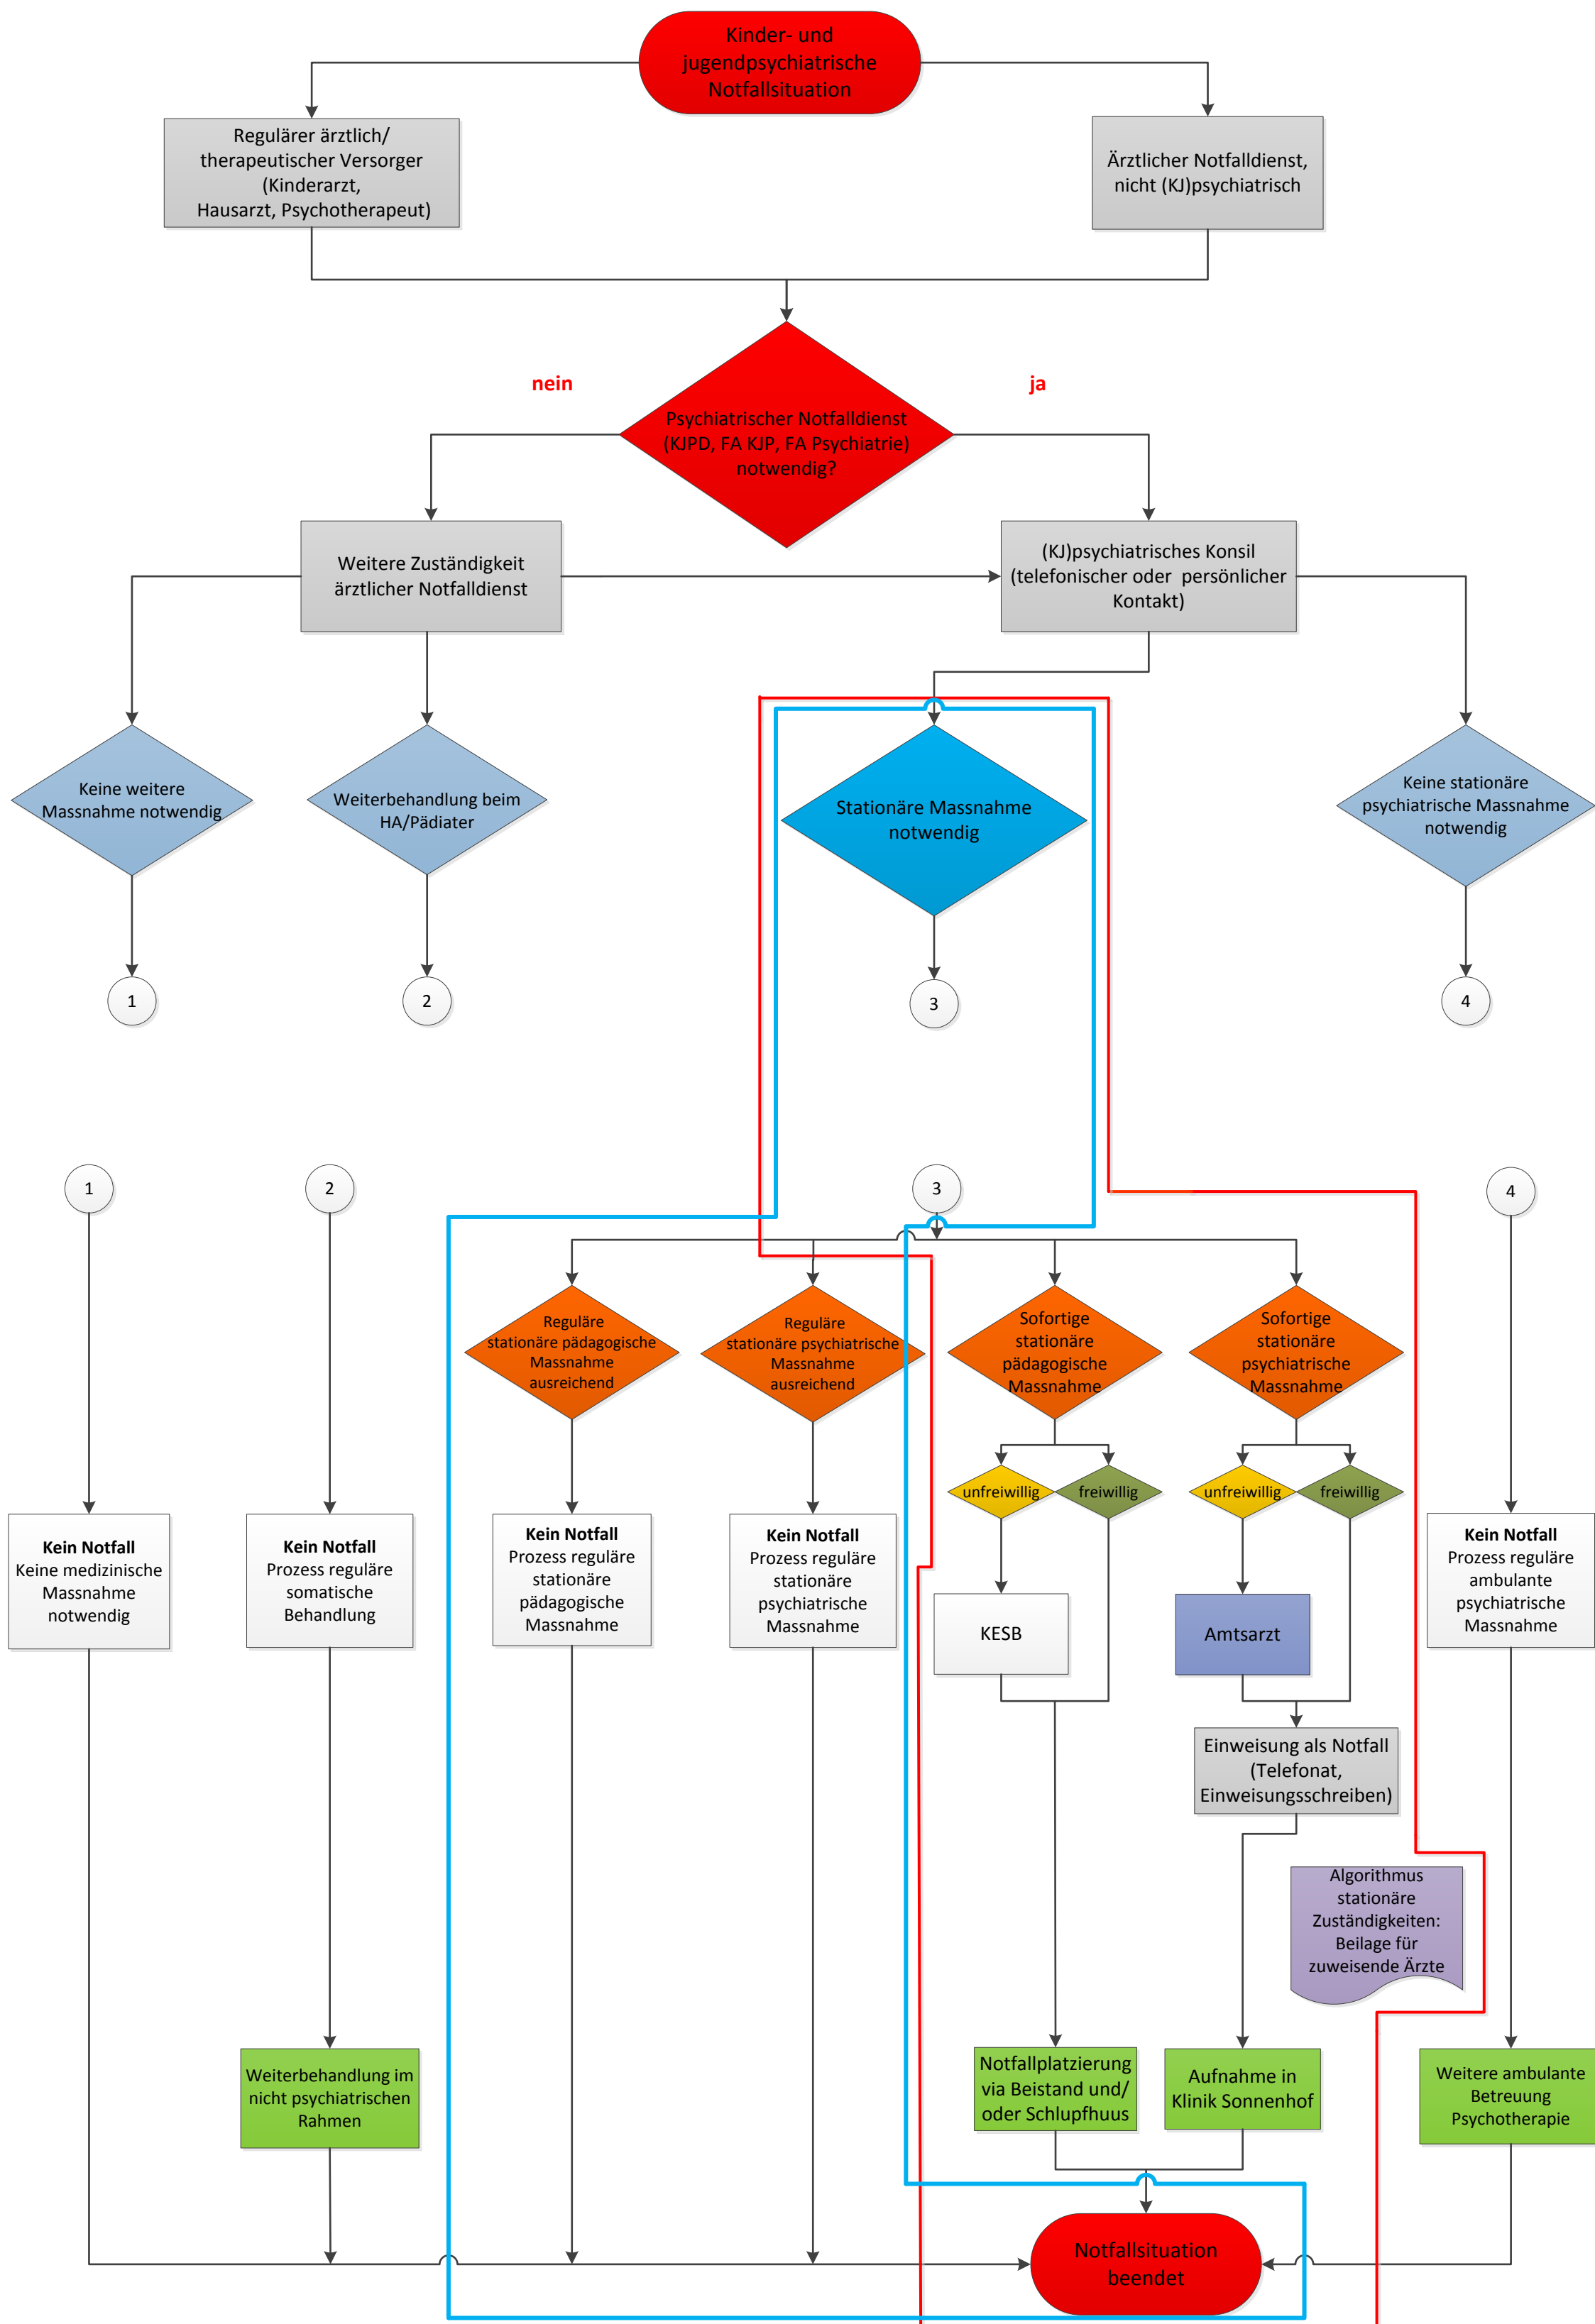 Kinder- und
jugendpsychiatrische
Notfallsituation
Regulärer ärztlich/
therapeutischer Versorger
(Kinderarzt,
Hausarzt, Psychotherapeut)
Ärztlicher Notfalldienst,
nicht (KJ)psychiatrisch
nein
ja
Psychiatrischer Notfalldienst
(KJPD, FA KJP, FA Psychiatrie)
notwendig?
Weitere Zuständigkeit
ärztlicher Notfalldienst
(KJ)psychiatrisches Konsil
(telefonischer oder persönlicher
Kontakt)
Keine weitere
Massnahme notwendig
Weiterbehandlung beim
HA/Pädiater
Stationäre Massnahme
notwendig
Keine stationäre
psychiatrische Massnahme
notwendig
1
2
3
4
1
2
3
4
Reguläre
stationäre pädagogische
Massnahme
ausreichend
Reguläre
stationäre psychiatrische
Massnahme
ausreichend
Sofortige
stationäre
pädagogische
Massnahme
Sofortige
stationäre
psychiatrische
Massnahme
unfreiwillig
freiwillig
unfreiwillig
freiwillig
Kein Notfall
Keine medizinische
Massnahme
notwendig
Kein Notfall
Prozess reguläre
somatische
Behandlung
Kein Notfall
Prozess reguläre
stationäre
pädagogische
Massnahme
Kein Notfall
Prozess reguläre
stationäre
psychiatrische
Massnahme
KESB
Amtsarzt
Kein Notfall
Prozess reguläre
ambulante
psychiatrische
Massnahme
Einweisung als Notfall
(Telefonat,
Einweisungsschreiben)
Algorithmus
stationäre
Zuständigkeiten:
Beilage für
zuweisende Ärzte
Weiterbehandlung im
nicht psychiatrischen
Rahmen
Notfallplatzierung
via Beistand und/
oder Schlupfhuus
Aufnahme in
Klinik Sonnenhof
Weitere ambulante
Betreuung
Psychotherapie
Notfallsituation
beendet